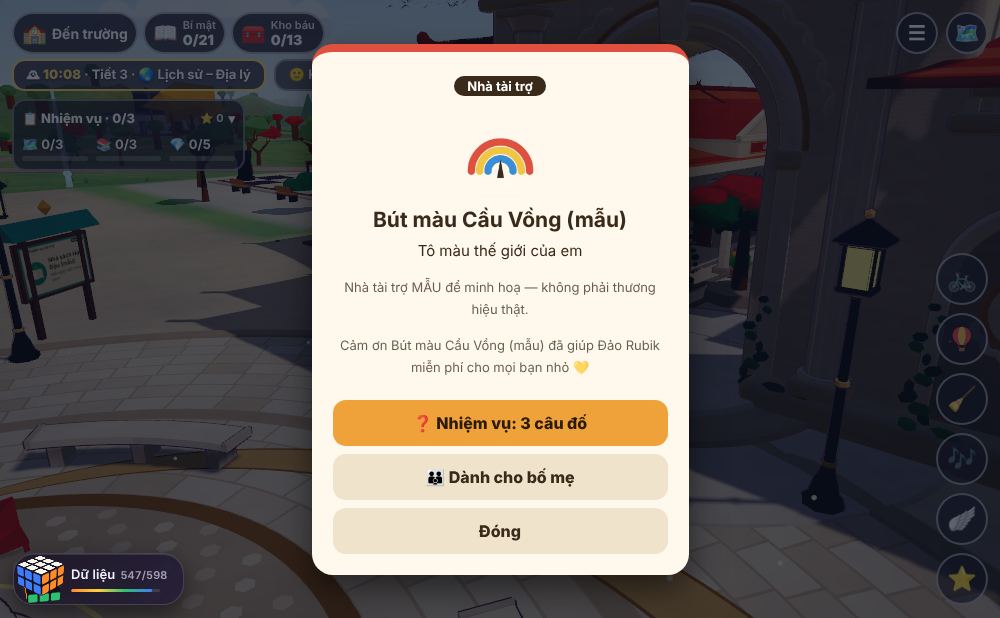 Đến trường
Bí mật
0/21
Kho báu
0/13
10:08 · Tiết 3 · Lịch sử – Địa lý
Nhiệm vụ · 0/3
0
0/3
0/3
0/5
Nhà tài trợ
Bút màu Cầu Vồng (mẫu)
Tô màu thế giới của em
Nhà tài trợ MẪU để minh hoạ — không phải thương
hiệu thật.
Cảm ơn Bút màu Cầu Vồng (mẫu) đã giúp Đảo Rubik
miễn phí cho mọi bạn nhỏ
Nhiệm vụ: 3 câu đố
Dành cho bố mẹ
Đóng
Dữ liệu 547/598